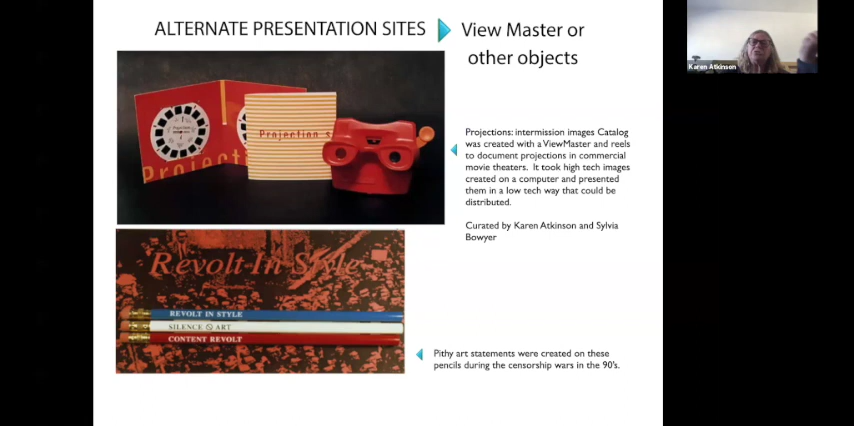 ALTERNATE PRESENTATION SITES
View Master or
other objects
Karen Atkinson
Projections: intermission images Catalog
was created with a ViewMaster and reels
to document projections in commercial
movie theaters. It took high tech images
created on a computer and presented
them in a low tech way that could be
distributed.
Curated by Karen Atkinson and Sylvia
Bowyer
Projection s
Projecti
Revolt In Style
REVOLT IN STYLE
SILENCE ART
CONTENT REVOLT
Pithy art statements were created on these
pencils during the censorship wars in the 90's.